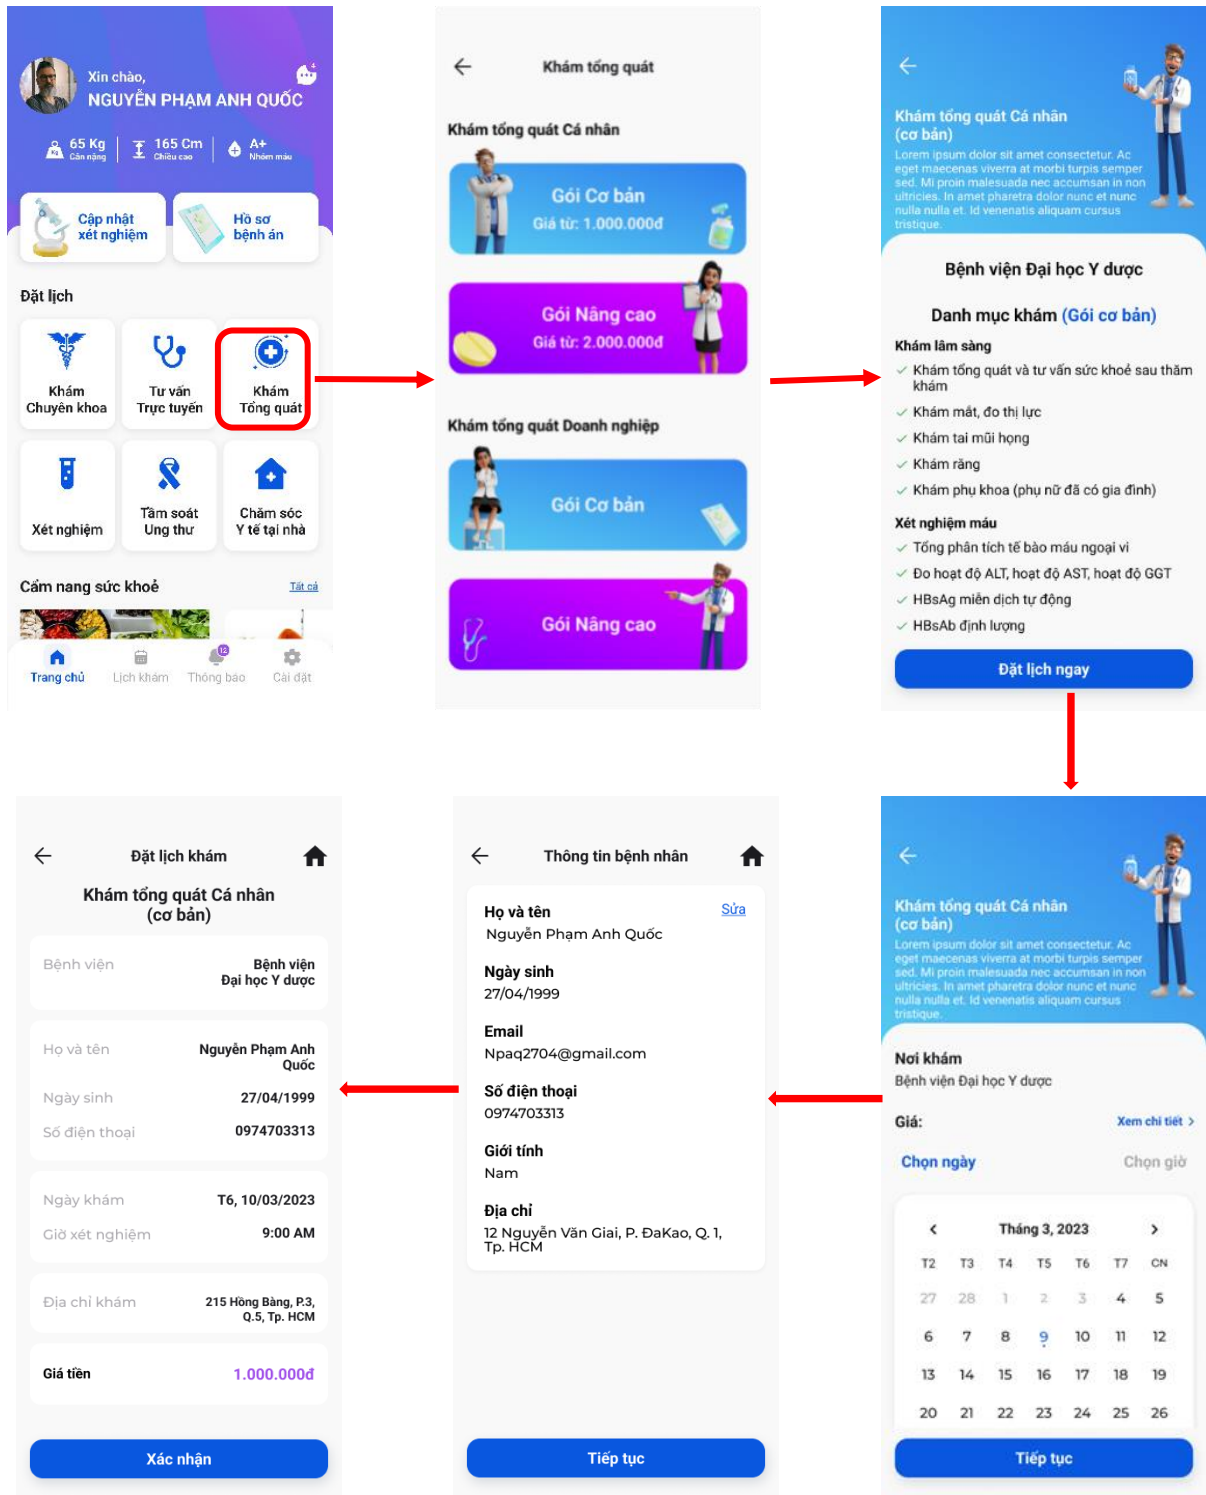 Xin chào,
NGUYỄN PHẠM ANH QUỐC
4
65 Kg
Cân nặng
165 Cm
Chiều cao
A+
Nhóm máu
Cập nhật
xét nghiệm
Hồ sơ
bệnh án
Đặt lịch
Khám
Chuyên khoa
Tư vấn
Trực tuyến
Khám
Tổng quát
Xét nghiệm
Tầm soát
Ung thư
Chăm sóc
Y tế tại nhà
Cẩm nang sức khoẻ
Tất cả
Trang chủ
Lịch khám
12
Thông báo
Cài đặt
Khám tổng quát
Khám tổng quát Cá nhân
Gói Cơ bản
Giá từ: 1.000.000đ
Gói Nâng cao
Giá từ: 2.000.000đ
Khám tổng quát Doanh nghiệp
Gói Cơ bản
Gói Nâng cao
Khám tổng quát Cá nhân
(cơ bản)
Lorem ipsum dolor sit amet consectetur. Ac
eget maecenas viverra at morbi turpis semper
sed. Mi proin malesuada nec accumsan in non
ultricies. In amet pharetra dolor nunc et nunc
nulla nulla et. Id venenatis aliquam cursus
tristique.
Bệnh viện Đại học Y dược
Danh mục khám (Gói cơ bản)
Khám lâm sàng
Khám tổng quát và tư vấn sức khoẻ sau thăm
khám
Khám mắt, đo thị lực
Khám tai mũi họng
Khám răng
Khám phụ khoa (phụ nữ đã có gia đình)
Xét nghiệm máu
Tổng phân tích tế bào máu ngoại vi
Đo hoạt độ ALT, hoạt độ AST, hoạt độ GGT
HBsAg miễn dịch tự động
HBsAb định lượng
Đặt lịch ngay
Đặt lịch khám
Khám tổng quát Cá nhân
(cơ bản)
Bệnh viện
Bệnh viện
Đại học Y dược
Họ và tên
Nguyễn Phạm Anh
Quốc
Ngày sinh
27/04/1999
Số điện thoại
0974703313
Ngày khám
T6, 10/03/2023
Giờ xét nghiệm
9:00 AM
Địa chỉ khám
215 Hồng Bàng, P.3,
Q.5, Tp. HCM
Giá tiền
1.000.000đ
Xác nhận
Thông tin bệnh nhân
Họ và tên
Sửa
Nguyễn Phạm Anh Quốc
Ngày sinh
27/04/1999
Email
Npaq2704@gmail.com
Số điện thoại
0974703313
Giới tính
Nam
Địa chỉ
12 Nguyễn Văn Giai, P. ĐaKao, Q. 1,
Tp. HCM
Tiếp tục
Khám tổng quát Cá nhân
(cơ bản)
Lorem ipsum dolor sit amet consectetur. Ac
eget maecenas viverra at morbi turpis semper
sed. Mi proin malesuada nec accumsan in non
ultricies. In amet pharetra dolor nunc et nunc
nulla nulla et. Id venenatis aliquam cursus
tristique.
Nơi khám
Bệnh viện Đại học Y dược
Giá:
Xem chi tiết >
Chọn ngày
Chọn giờ
< Tháng 3, 2023 >
T2 T3 T4 T5 T6 T7 CN
27 28 1 2 3 4 5
6 7 8 9 10 11 12
13 14 15 16 17 18 19
20 21 22 23 24 25 26
Tiếp tục